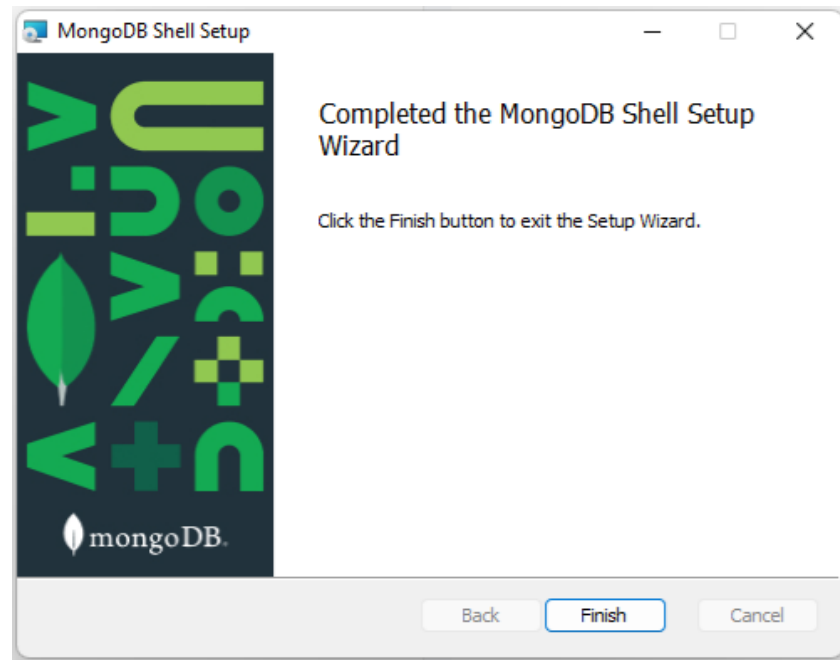 MongoDB Shell Setup
Completed the MongoDB Shell Setup
Wizard
Click the Finish button to exit the Setup Wizard.
mongoDB.
Back
Finish
Cancel